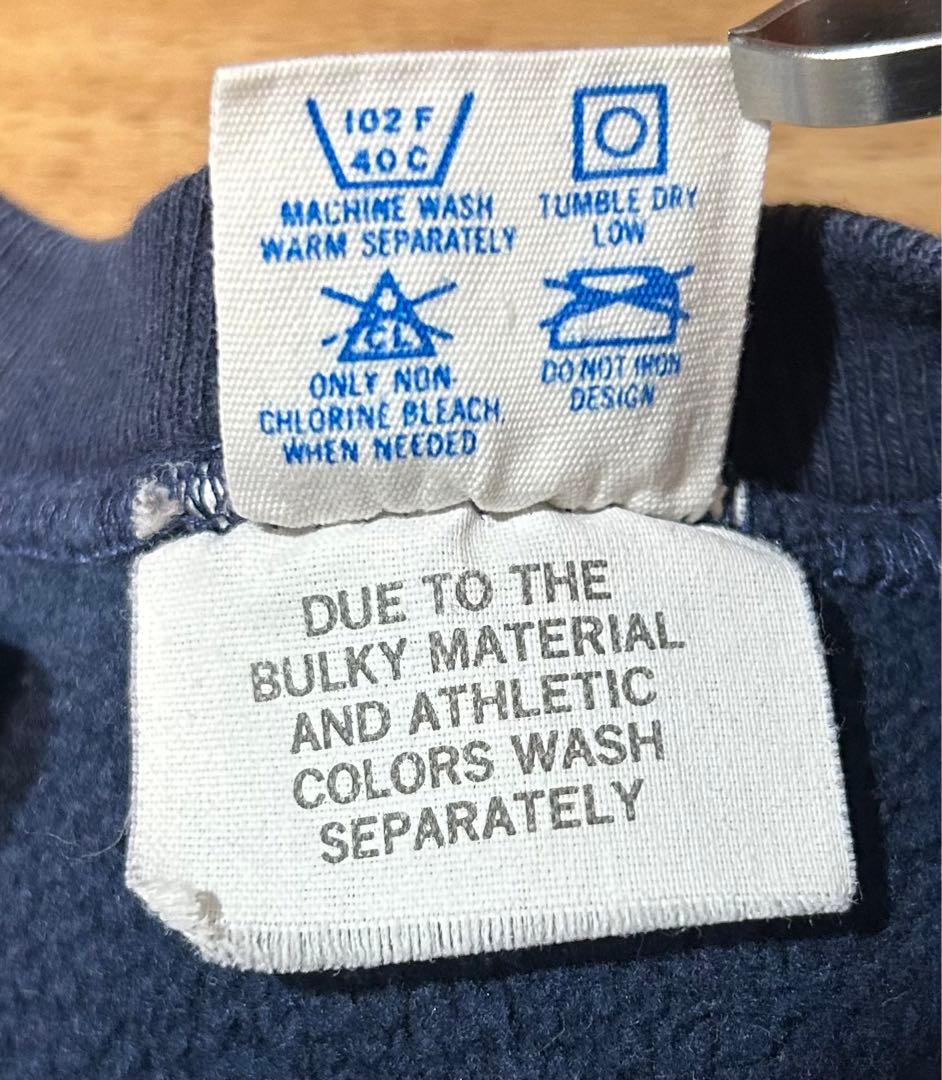 102 F
40 C
MACHINE WASH
WARM SEPARATELY
TUMBLE DRY
LOW
CL
ONLY NON-
CHLORINE BLEACH,
WHEN NEEDED
DO NOT IRON
DESIGN
DUE TO THE
BULKY MATERIAL
AND ATHLETIC
COLORS WASH
SEPARATELY